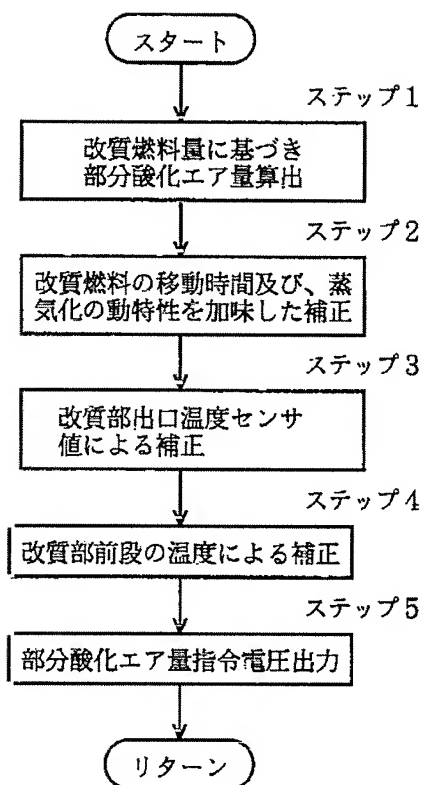 スタート
ステップ1
改質燃料量に基づき
部分酸化エア量算出
ステップ2
改質燃料の移動時間及び、蒸
気化の動特性を加味した補正
ステップ3
改質部出口温度センサ
値による補正
ステップ4
改質部前段の温度による補正
ステップ5
部分酸化エア量指令電圧出力
リターン